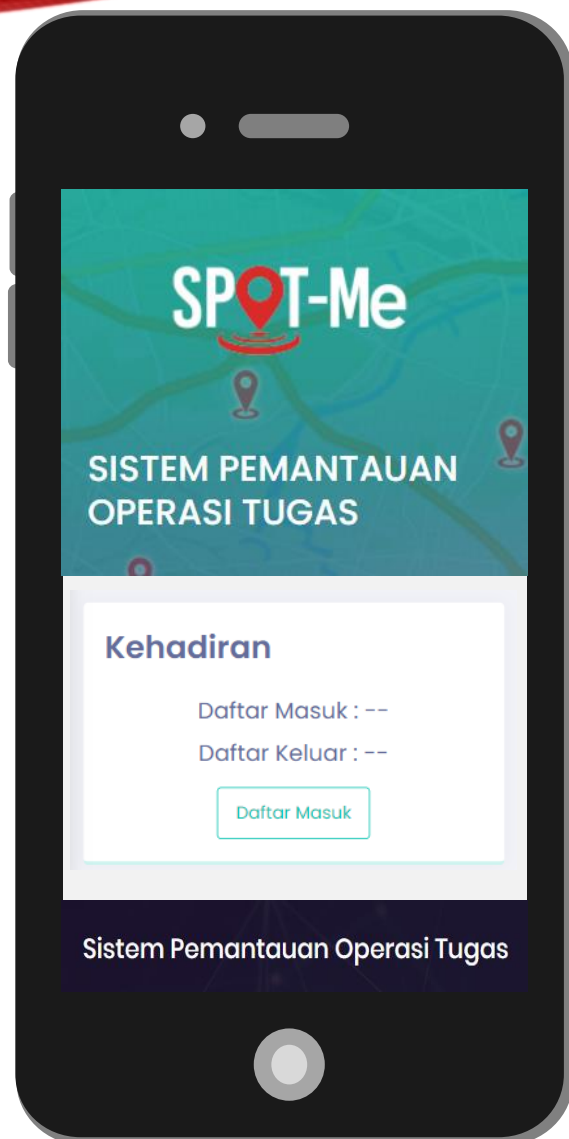 SPOT-Me
SISTEM PEMANTAUAN
OPERASI TUGAS
Kehadiran
Daftar Masuk : --
Daftar Keluar : --
Daftar Masuk
Sistem Pemantauan Operasi Tugas